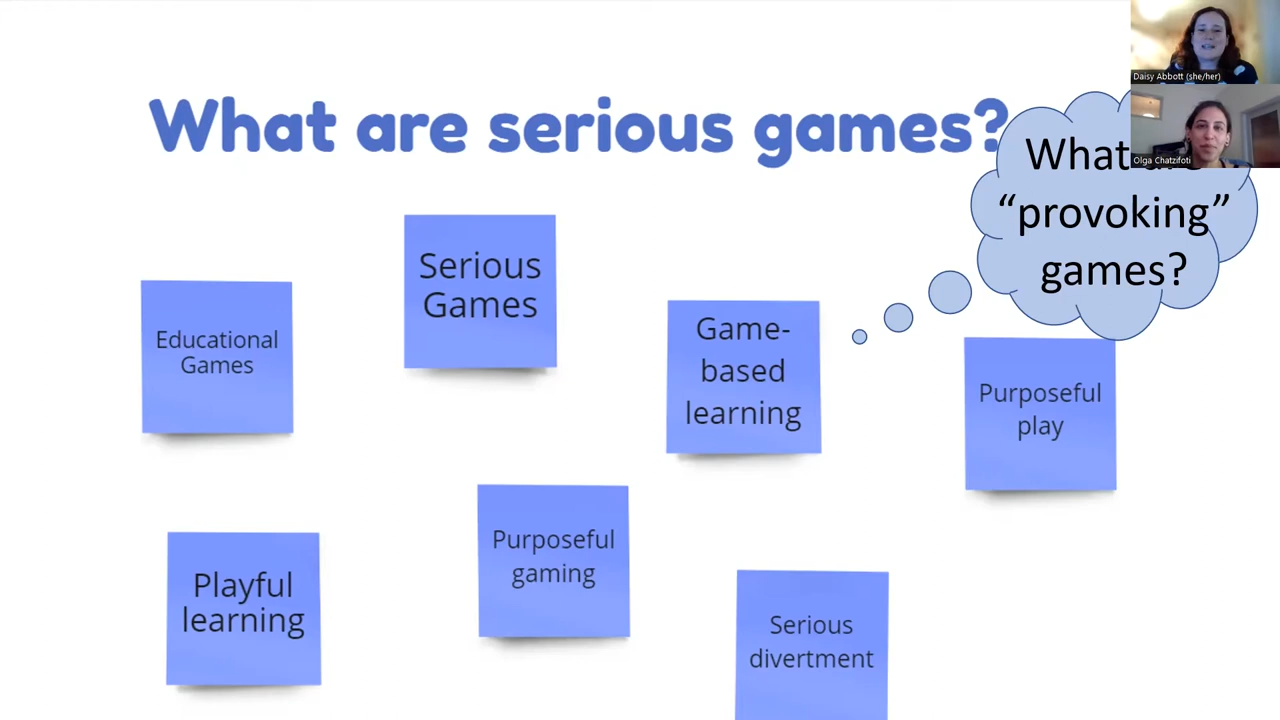 What are serious games?
Daisy Abbott (she/her)
Olga Chatzifoti
What are
“provoking”
games?
Educational
Games
Serious
Games
Game-
based
learning
Purposeful
play
Playful
learning
Purposeful
gaming
Serious
divertment